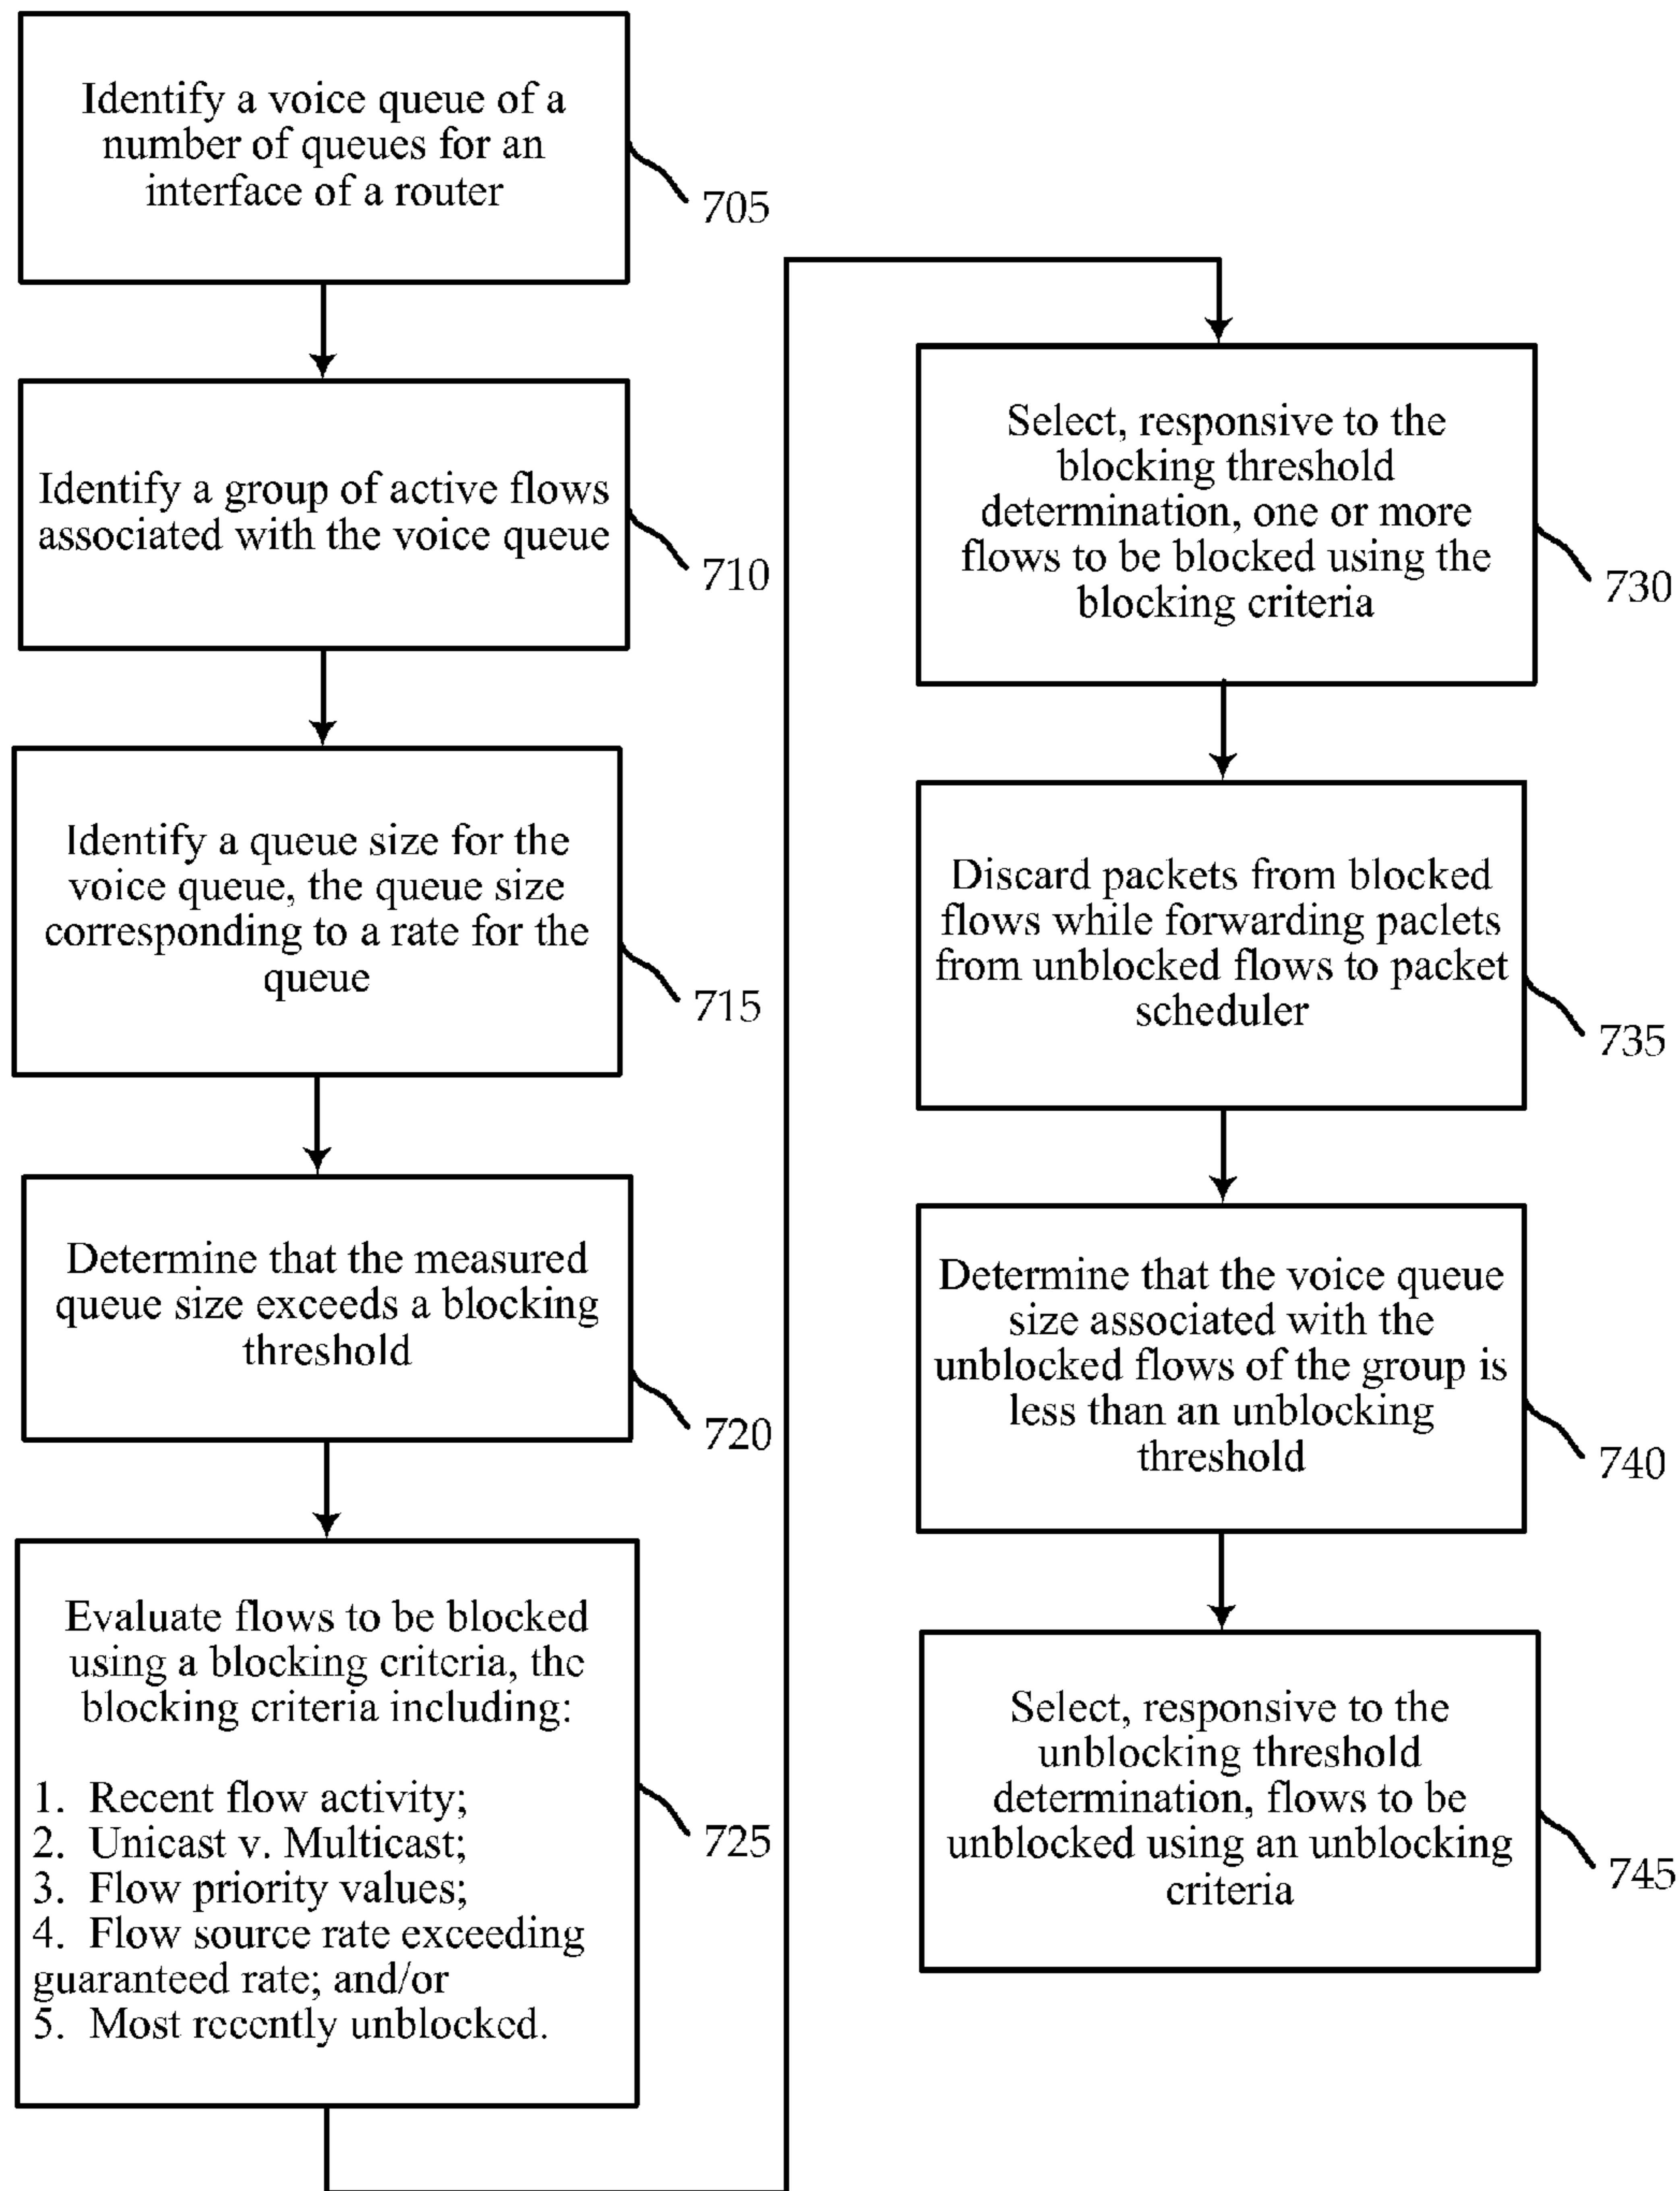 Identify a voice queue of a
number of queues for an
interface of a router
705
Identify a group of active flows
associated with the voice queue
710
Identify a queue size for the
voice queue, the queue size
corresponding to a rate for the
queue
715
Determine that the measured
queue size exceeds a blocking
threshold
720
Evaluate flows to be blocked
using a blocking criteria, the
blocking criteria including:
1. Recent flow activity;
2. Unicast v. Multicast;
3. Flow priority values;
4. Flow source rate exceeding
guaranteed rate; and/or
5. Most recently unblocked.
725
Select, responsive to the
blocking threshold
determination, one or more
flows to be blocked using the
blocking criteria
730
Discard packets from blocked
flows while forwarding paclets
from unblocked flows to packet
scheduler
735
Determine that the voice queue
size associated with the
unblocked flows of the group is
less than an unblocking
threshold
740
Select, responsive to the
unblocking threshold
determination, flows to be
unblocked using an unblocking
criteria
745